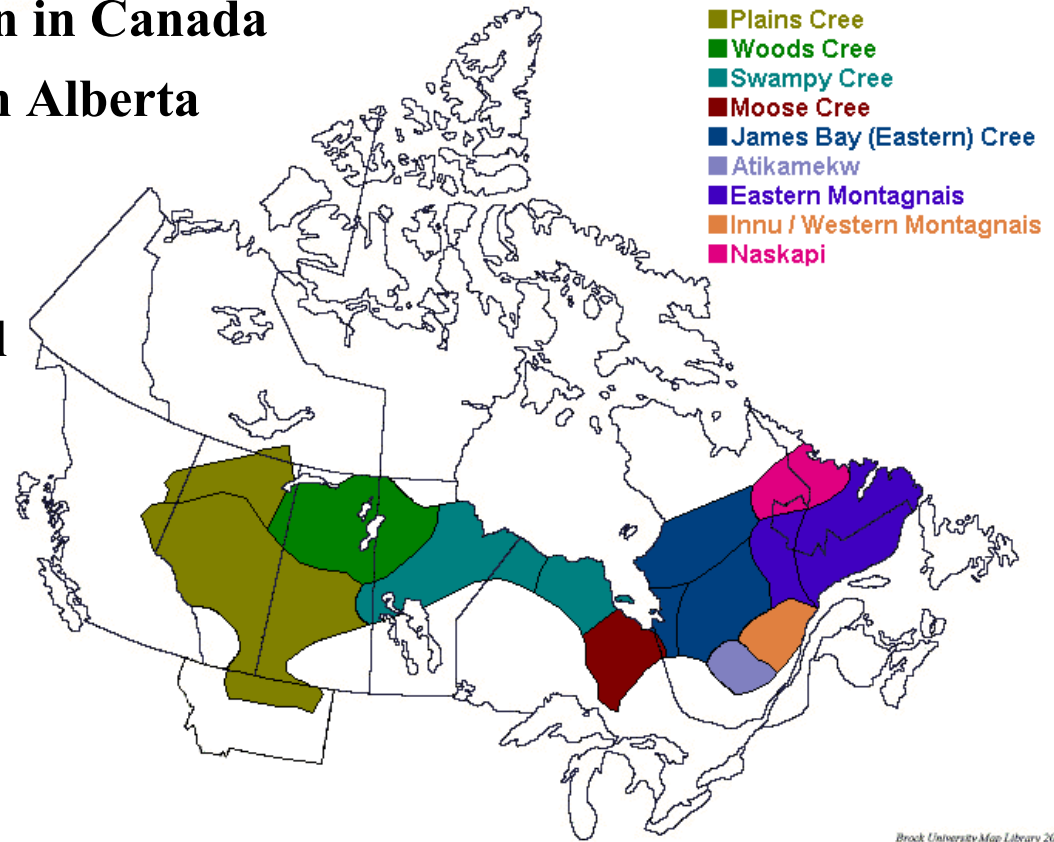 n in Canada
Alberta
Plains Cree
Woods Cree
Swampy Cree
Moose Cree
James Bay (Eastern) Cree
Atikamekw
Eastern Montagnais
Innu / Western Montagnais
Naskapi
Brock University Map Library 20